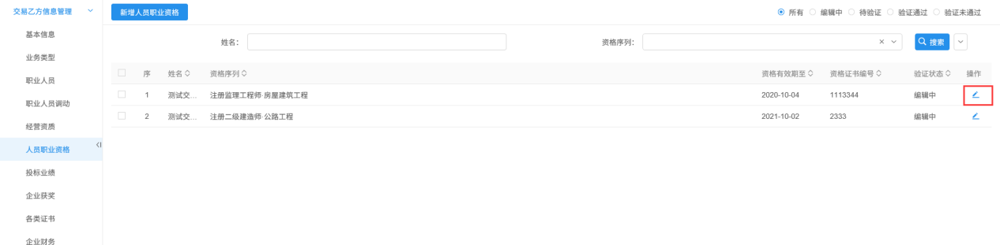 交易乙方信息管理
基本信息
业务类型
职业人员
职业人员调动
经营资质
人员职业资格
投标业绩
企业获奖
各类证书
企业财务
新增人员职业资格
所有 编辑中 待验证 验证通过 验证未通过
姓名： 资格序列： 搜索
序 姓名 资格序列 资格有效期至 资格证书编号 验证状态 操作
1 测试交... 注册监理工程师·房屋建筑工程 2020-10-04 1113344 编辑中
2 测试交... 注册二级建造师·公路工程 2021-10-02 2333 编辑中